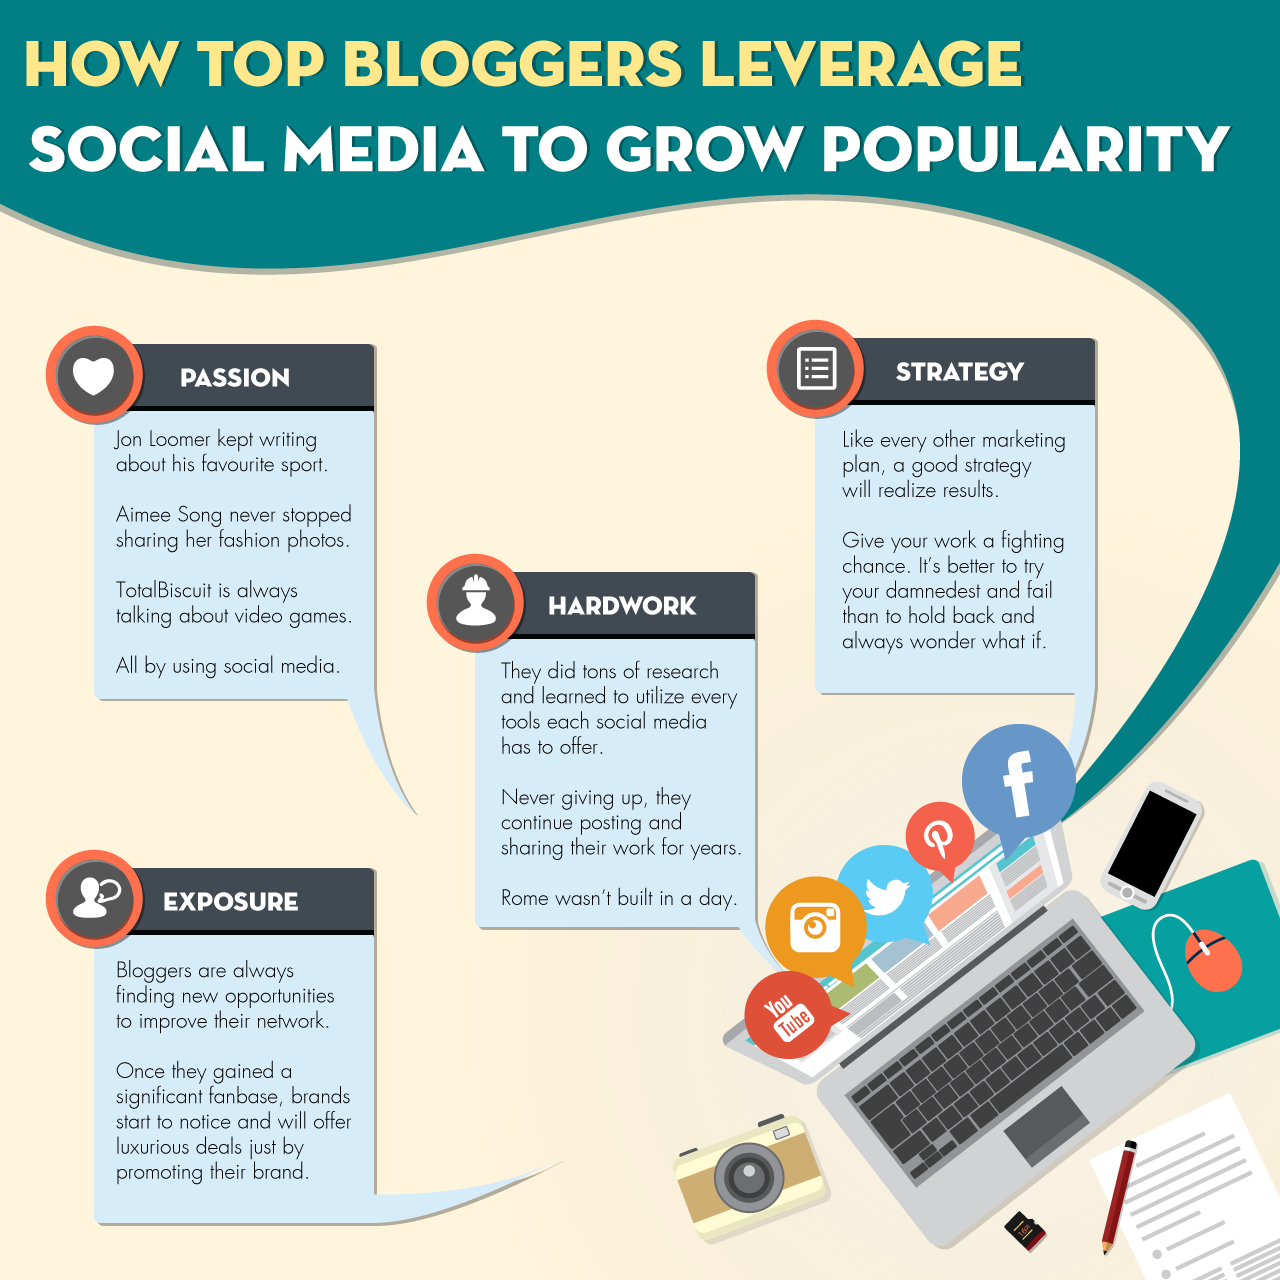 HOW TOP BLOGGERS LEVERAGE
SOCIAL MEDIA TO GROW POPULARITY
PASSION
Jon Loomer kept writing
about his favourite sport.
Aimee Song never stopped
sharing her fashion photos.
TotalBiscuit is always
talking about video games.
All by using social media.
STRATEGY
Like every other marketing
plan, a good strategy
will realize results.
Give your work a fighting
chance. It's better to try
your damnedest and fail
than to hold back and
always wonder what if.
HARDWORK
They did tons of research
and learned to utilize every
tools each social media
has to offer.
Never giving up, they
continue posting and
sharing their work for years.
Rome wasn't built in a day.
EXPOSURE
Bloggers are always
finding new opportunities
to improve their network.
Once they gained a
significant fanbase, brands
start to notice and will offer
luxurious deals just by
promoting their brand.
f
You
Tube